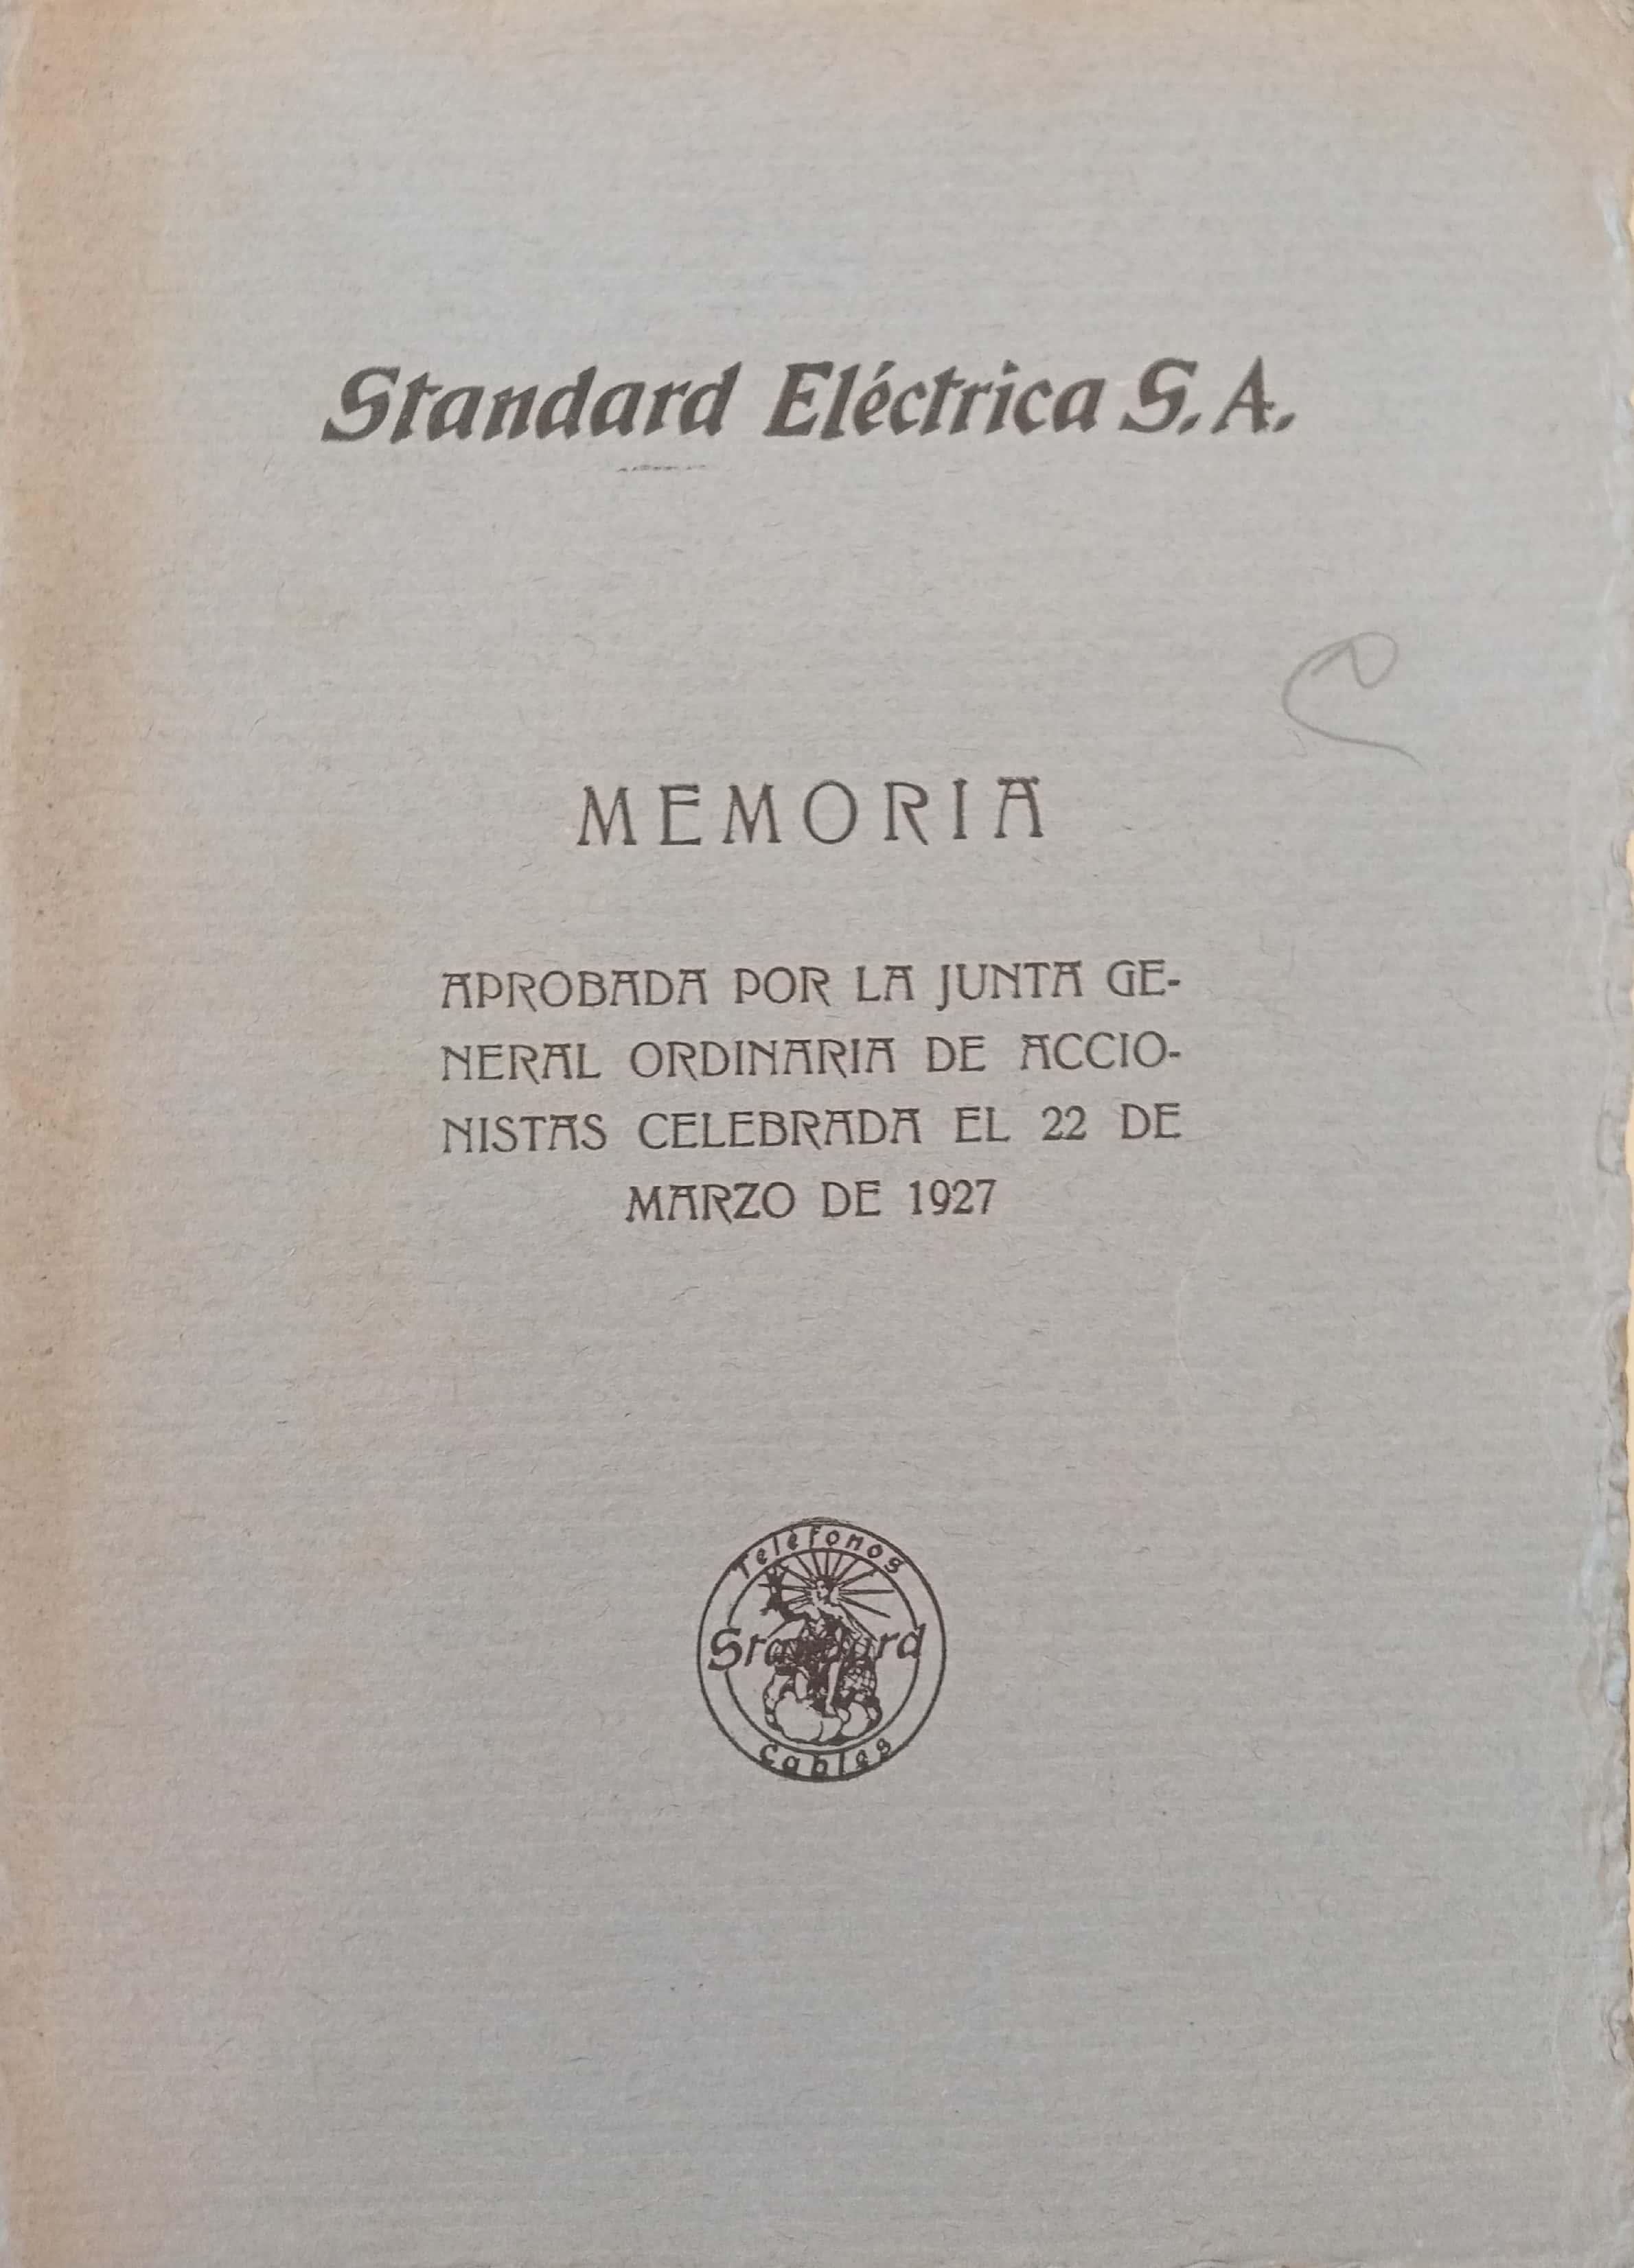 Standard Eléctrica S.A.
MEMORIA
APROBADA POR LA JUNTA GE-
NERAL ORDINARIA DE ACCIO-
NISTAS CELEBRADA EL 22 DE
MARZO DE 1927
Teléfonos
Standard
Cables